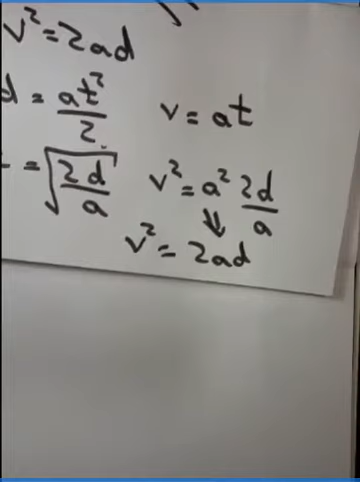 v² = 2ad
d = at²/2
v = at
t = √(2d/a)
v² = a² 2d/a
⇓
v² = 2ad